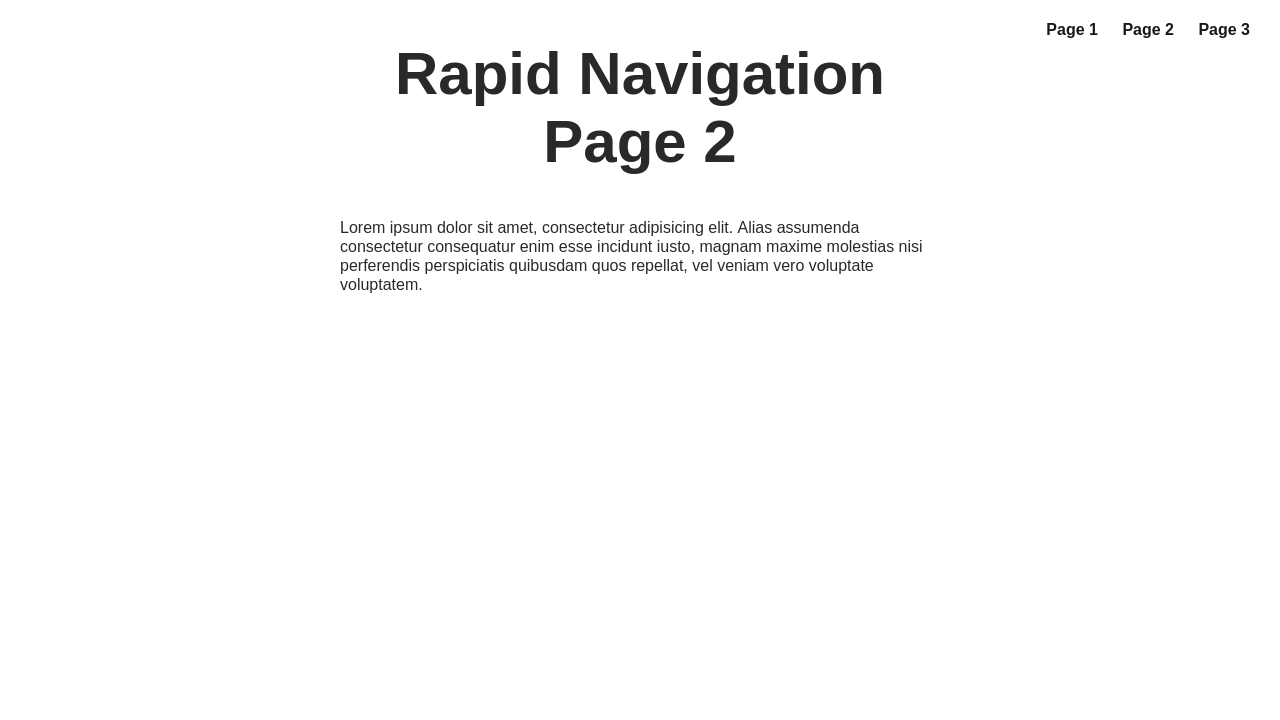 Page 1 Page 2 Page 3
Rapid Navigation
Page 2
Lorem ipsum dolor sit amet, consectetur adipisicing elit. Alias assumenda
consectetur consequatur enim esse incidunt iusto, magnam maxime molestias nisi
perferendis perspiciatis quibusdam quos repellat, vel veniam vero voluptate
voluptatem.